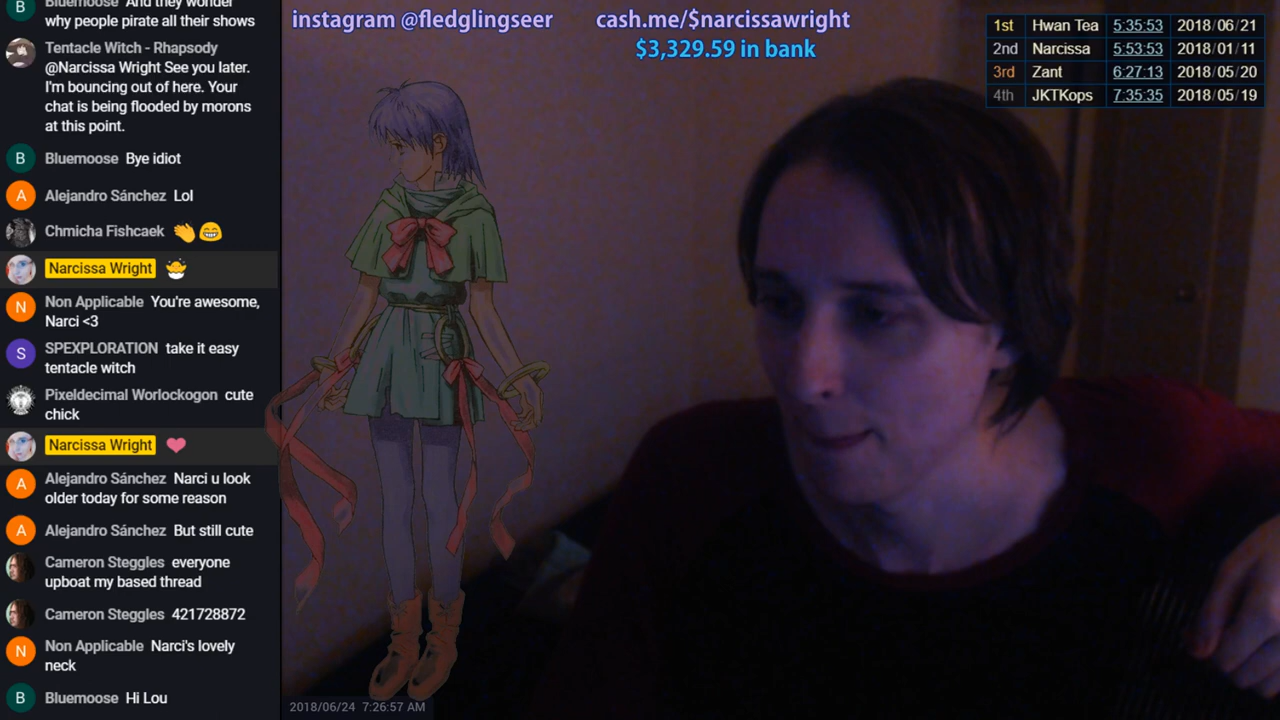 Bluemoose And they wonder
why people pirate all their shows
Tentacle Witch - Rhapsody
@Narcissa Wright See you later.
I'm bouncing out of here. Your
chat is being flooded by morons
at this point.
B Bluemoose Bye idiot
A Alejandro Sánchez Lol
Chmicha Fishcaek 👏😁
Narcissa Wright 🐣
N Non Applicable You're awesome,
Narci <3
S SPEXPLORATION take it easy
tentacle witch
Pixeldecimal Worlockogon cute
chick
Narcissa Wright ❤
A Alejandro Sánchez Narci u look
older today for some reason
A Alejandro Sánchez But still cute
Cameron Steggles everyone
upboat my based thread
Cameron Steggles 421728872
N Non Applicable Narci's lovely
neck
B Bluemoose Hi Lou
instagram @fledglingseer cash.me/$narcissawright
$3,329.59 in bank
1st Hwan Tea 5:35:53 2018/06/21
2nd Narcissa 5:53:53 2018/01/11
3rd Zant 6:27:13 2018/05/20
4th JKTKops 7:35:35 2018/05/19
2018/06/24 7:26:57 AM